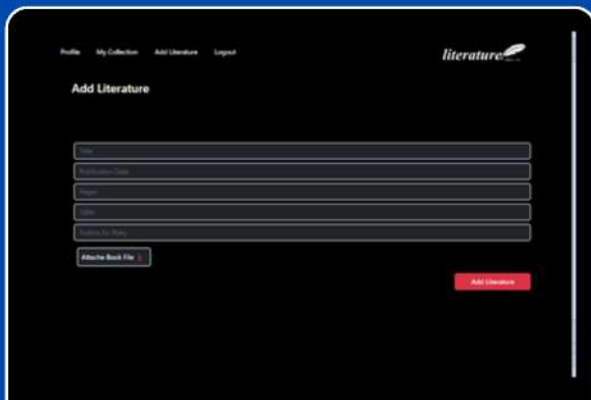 Profile My Collection Add Literature Logout
literature
Add Literature
Title
Publication Date
Pages
ISBN
Attache Book File
Add Literature